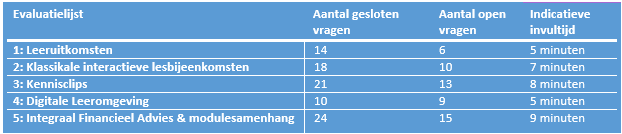 Evaluatielijst Aantal gesloten vragen Aantal open vragen Indicatieve invultijd
1: Leeruitkomsten 14 6 5 minuten
2: Klassikale interactieve lesbijeenkomsten 18 10 7 minuten
3: Kennisclips 21 13 8 minuten
4: Digitale Leeromgeving 10 9 5 minuten
5: Integraal Financieel Advies & modulesamenhang 24 15 9 minuten